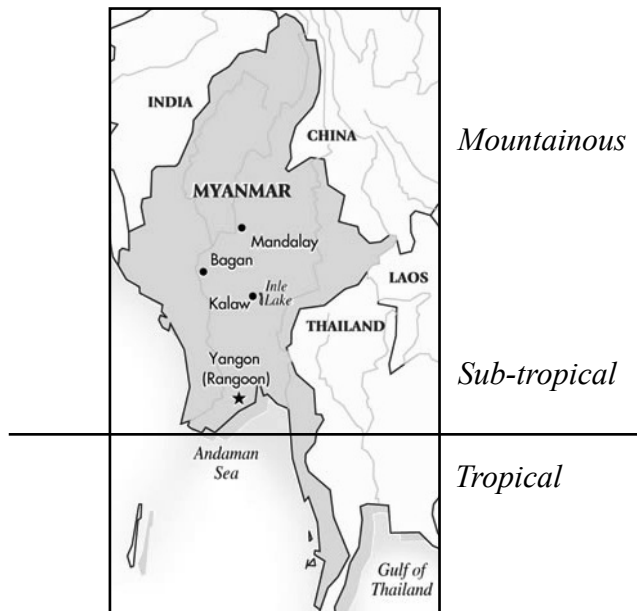 INDIA
CHINA
Mountainous
MYANMAR
Mandalay
Bagan
Kalaw
Inle
Lake
LAOS
THAILAND
Yangon
(Rangoon)
Sub-tropical
Andaman
Sea
Tropical
Gulf of
Thailand